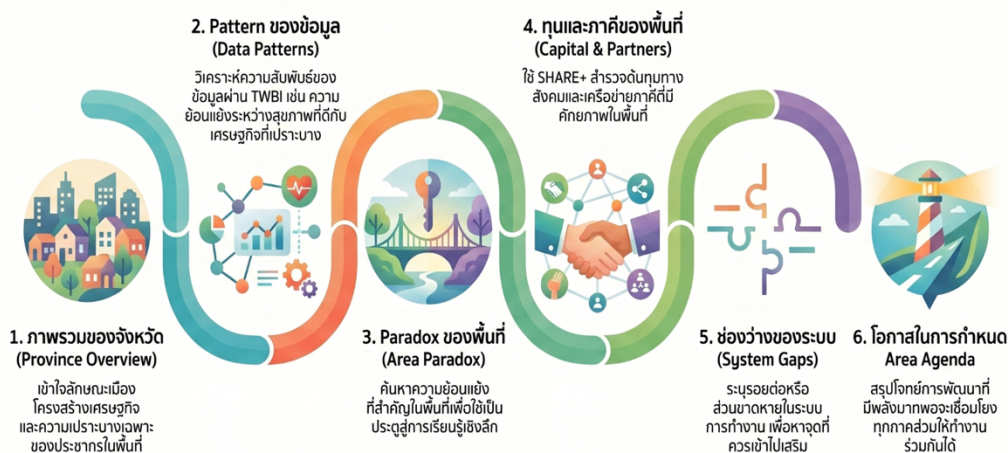 1. ภาพรวมของจังหวัด
(Province Overview)
เข้าใจลักษณะเมือง
โครงสร้างเศรษฐกิจ
และความเปราะบางเฉพาะ
ของประชากรในพื้นที่
2. Pattern ของข้อมูล
(Data Patterns)
วิเคราะห์ความสัมพันธ์ของ
ข้อมูลผ่าน TWBI เช่น ความ
ย้อนแย้งระหว่างสุขภาพที่ดีกับ
เศรษฐกิจที่เปราะบาง
3. Paradox ของพื้นที่
(Area Paradox)
ค้นหาความย้อนแย้ง
ที่สำคัญในพื้นที่เพื่อใช้เป็น
ประตูสู่การเรียนรู้เชิงลึก
4. ทุนและภาคีของพื้นที่
(Capital & Partners)
ใช้ SHARE+ สำรวจต้นทุมทาง
สังคมและเครือข่ายภาคีที่มี
ศักยภาพในพื้นที่
5. ช่องว่างของระบบ
(System Gaps)
ระบุรอยต่อหรือ
ส่วนขาดหายในระบบ
การทำงาน เพื่อหาจุดที่
ควรเข้าไปเสริม
6. โอกาสในการกำหนด
Area Agenda
สรุปโจทย์การพัฒนาที่
มีพลังมาทพอจะเชื่อมโยง
ทุกภาคส่วนให้ทำงาน
ร่วมกันได้